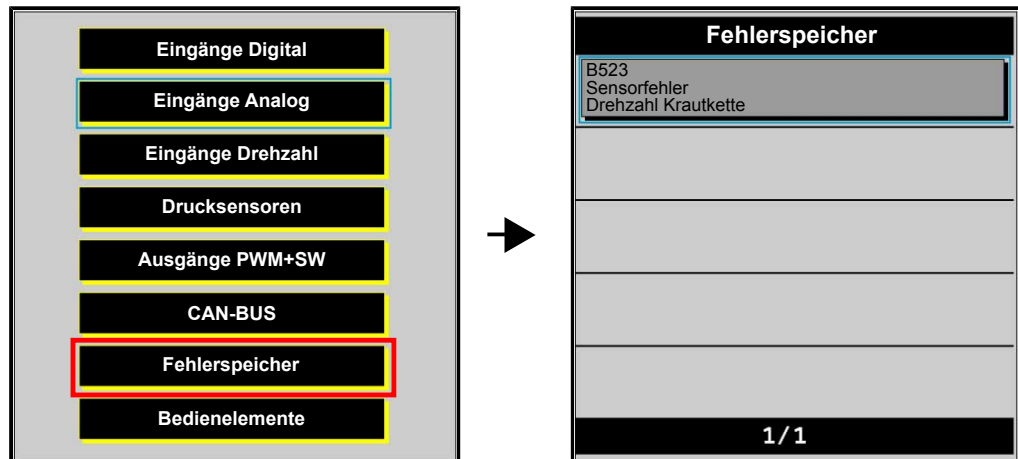 Eingänge Digital
Eingänge Analog
Eingänge Drehzahl
Drucksensoren
Ausgänge PWM+SW
CAN-BUS
Fehlerspeicher
Bedienelemente
Fehlerspeicher
B523
Sensorfehler
Drehzahl Krautkette
1/1